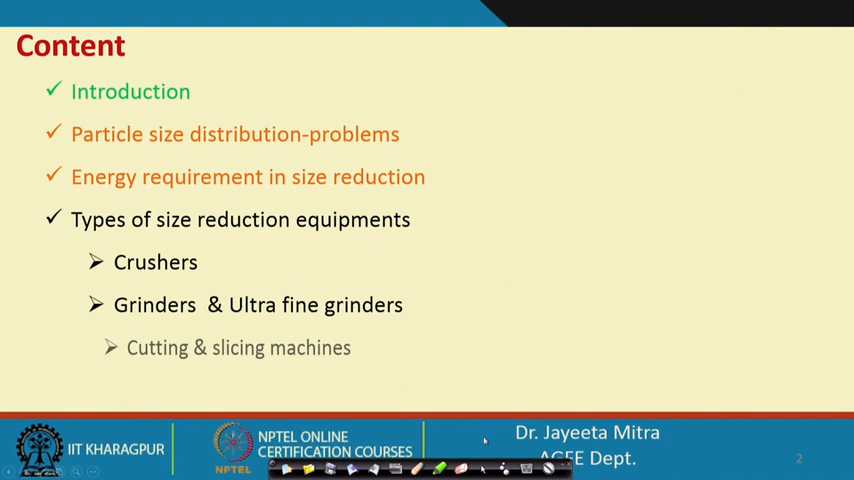 Content
✓ Introduction
✓ Particle size distribution-problems
✓ Energy requirement in size reduction
✓ Types of size reduction equipments
➢ Crushers
➢ Grinders & Ultra fine grinders
➢ Cutting & slicing machines
IIT KHARAGPUR
NPTEL
NPTEL ONLINE
CERTIFICATION COURSES
Dr. Jayeeta Mitra
AGFE Dept.
2